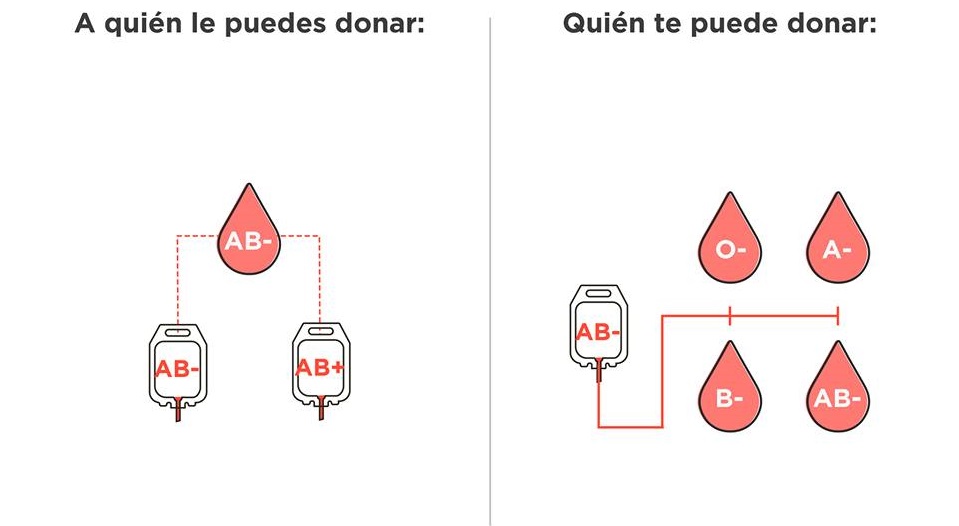 A quién le puedes donar:
AB-
AB-
AB+
Quién te puede donar:
O-
A-
AB-
B-
AB-